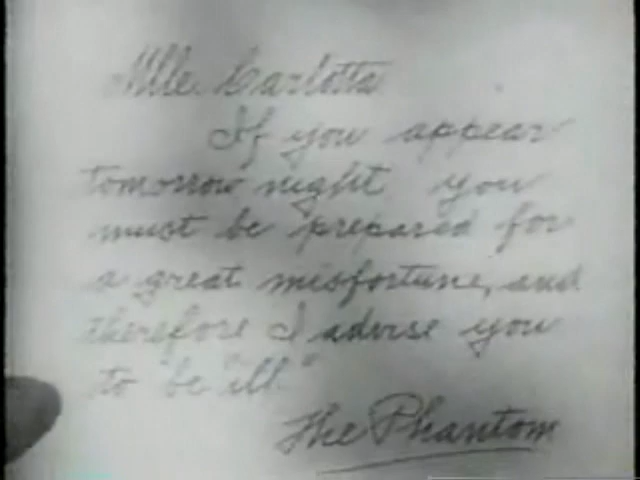 Mlle. Carlotta
If you appear
tomorrow night you
must be prepared for
a great misfortune, and
therefore I advise you
to "be ill."
The Phantom